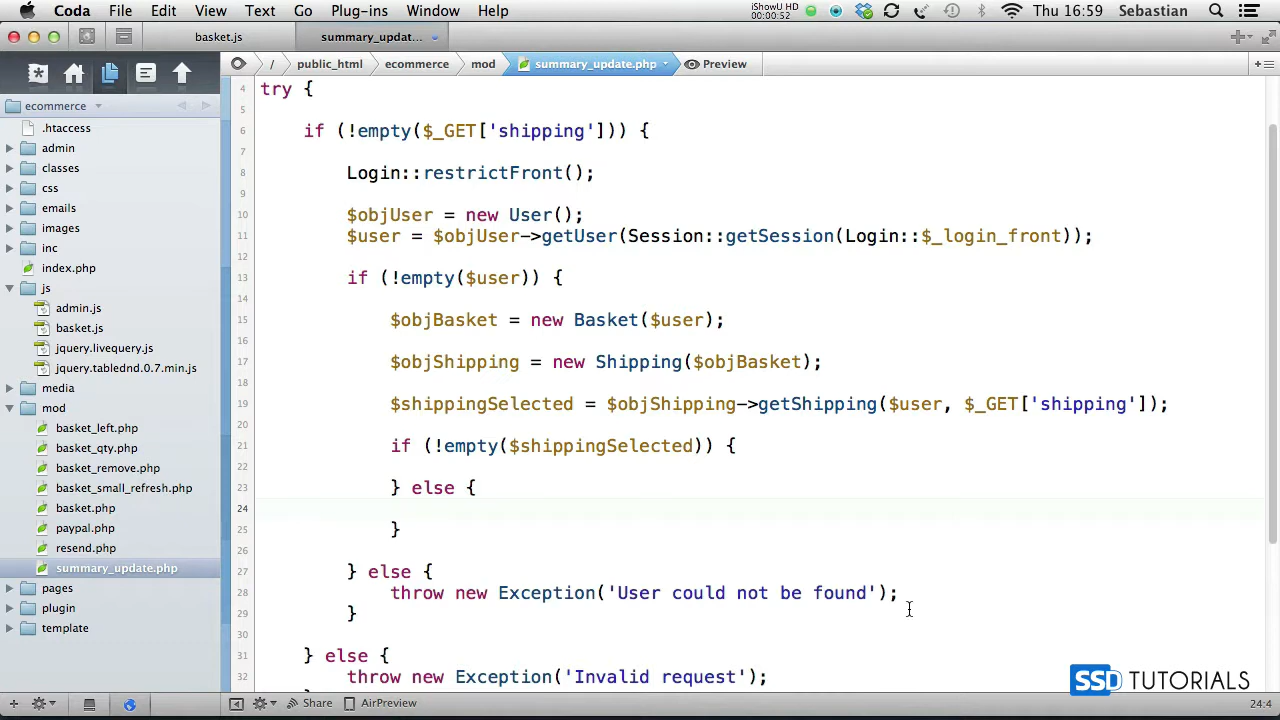 Coda File Edit View Text Go Plug-ins Window Help iShowU HD 00:00:52 Thu 16:59 Sebastian
basket.js summary_updat...
/ public_html ecommerce mod summary_update.php Preview
ecommerce
.htaccess
admin
classes
css
emails
images
inc
index.php
js
admin.js
basket.js
jquery.livequery.js
jquery.tablednd.0.7.min.js
media
mod
basket_left.php
basket_qty.php
basket_remove.php
basket_small_refresh.php
basket.php
paypal.php
resend.php
summary_update.php
pages
plugin
template
4 try {
5
6 if (!empty($_GET['shipping'])) {
7
8 Login::restrictFront();
9
10 $objUser = new User();
11 $user = $objUser->getUser(Session::getSession(Login::$_login_front));
12
13 if (!empty($user)) {
14
15 $objBasket = new Basket($user);
16
17 $objShipping = new Shipping($objBasket);
18
19 $shippingSelected = $objShipping->getShipping($user, $_GET['shipping']);
20
21 if (!empty($shippingSelected)) {
22
23 } else {
24
25 }
26
27 } else {
28 throw new Exception('User could not be found');
29 }
30
31 } else {
32 throw new Exception('Invalid request');
SSD TUTORIALS
Share AirPreview 24:4